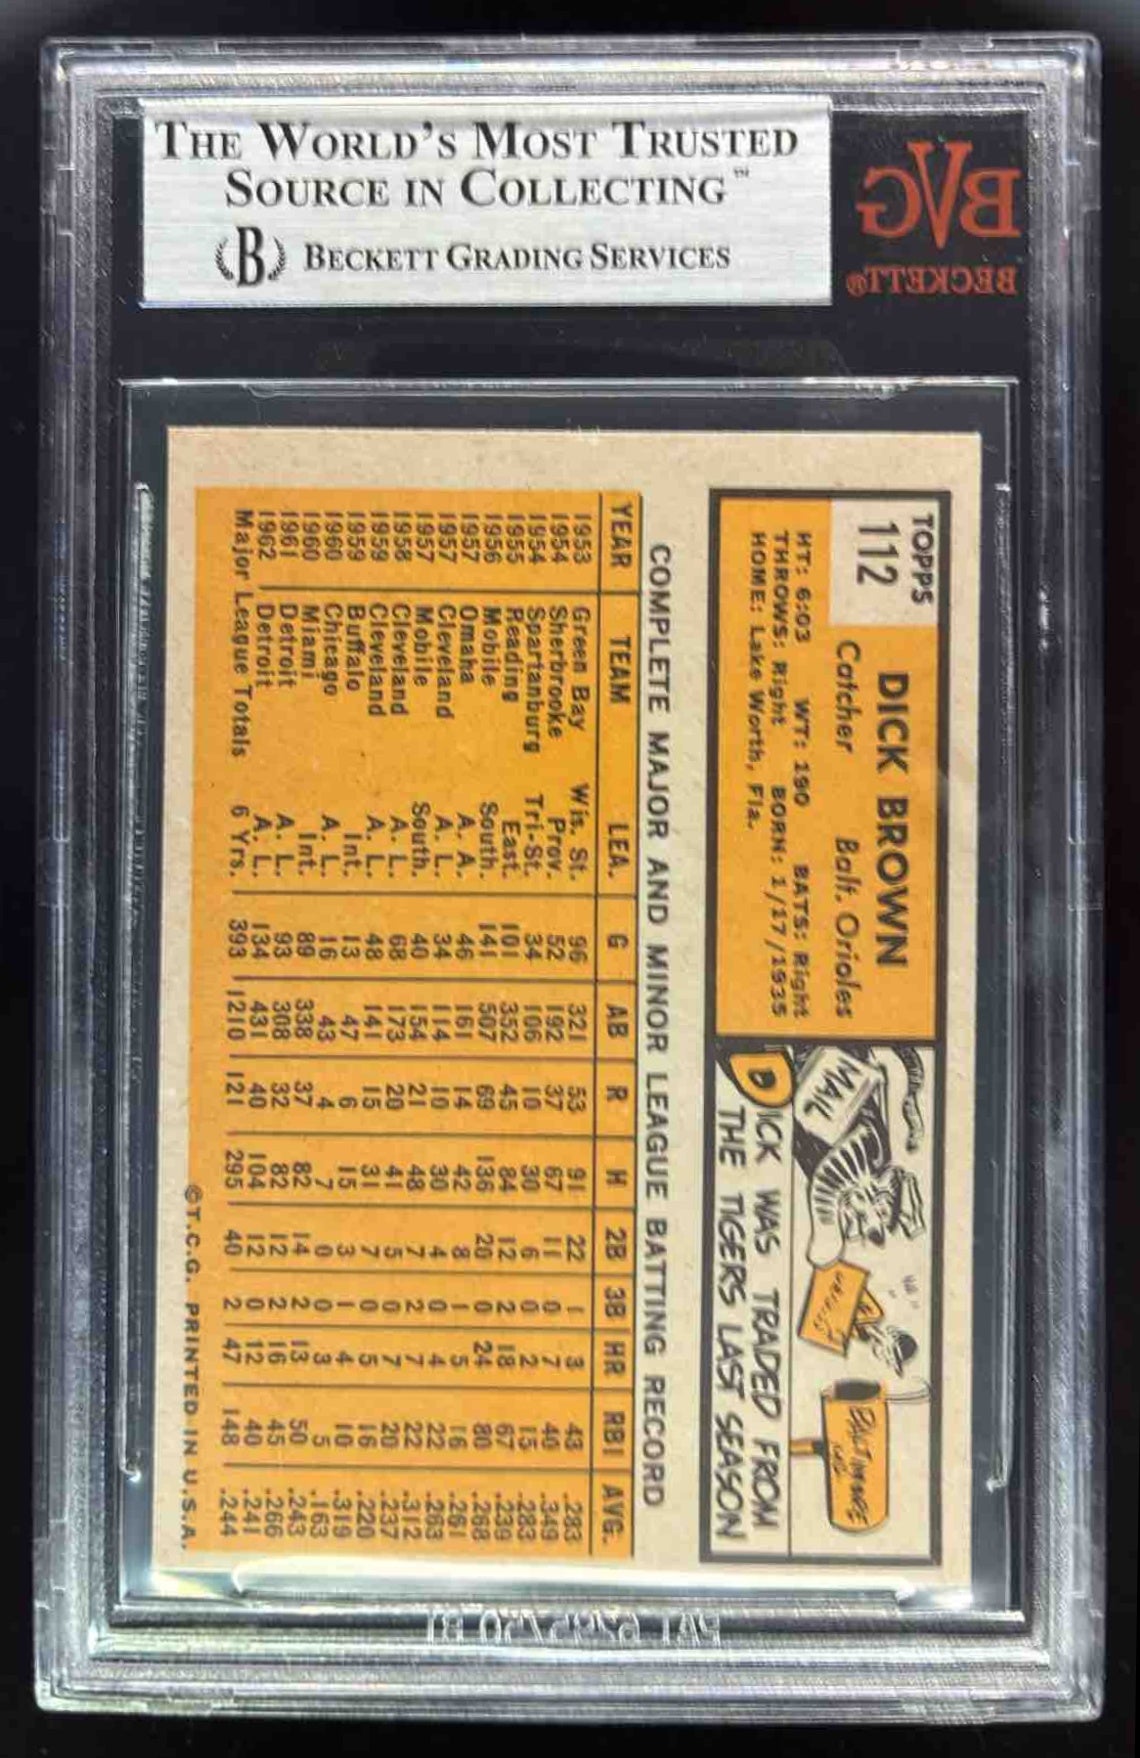 THE WORLD'S MOST TRUSTED
SOURCE IN COLLECTING™
B BECKETT GRADING SERVICES
BVG
BECKETT®
TOPPS
112
DICK BROWN
Catcher Balt. Orioles
HT: 6:03 WT: 190 BATS: Right
THROWS: Right BORN: 1/17/1935
HOME: Lake Worth, Fla.
MAIL
BALTIMORE
DICK WAS TRADED FROM
THE TIGERS LAST SEASON
COMPLETE MAJOR AND MINOR LEAGUE BATTING RECORD
YEAR TEAM LEA. G AB R H 2B 3B HR RBI AVG.
1953 Green Bay Wis. St. 96 321 53 91 22 1 3 43 .283
1954 Sherbrooke Prov. 52 192 37 67 11 0 7 40 .349
1954 Spartanburg Tri-St. 34 106 10 30 6 0 2 15 .283
1955 Reading East. 101 352 45 84 12 2 18 67 .239
1956 Mobile South. 141 507 69 136 20 0 24 80 .268
1957 Omaha A. A. 46 161 14 42 8 1 5 16 .261
1957 Cleveland A. L. 34 114 10 30 4 0 4 22 .263
1957 Mobile South. 40 154 21 48 7 2 7 22 .312
1958 Cleveland A. L. 68 173 20 41 5 0 7 20 .237
1959 Cleveland A. L. 48 141 15 31 7 0 5 16 .220
1959 Buffalo Int. 13 47 6 15 3 1 4 10 .319
1960 Chicago A. L. 16 43 4 7 0 0 3 5 .163
1960 Miami Int. 89 338 37 82 14 2 13 50 .243
1961 Detroit A. L. 93 308 32 82 12 2 16 45 .266
1962 Detroit A. L. 134 431 40 104 12 0 12 40 .241
Major League Totals 6 Yrs. 393 1210 121 295 40 2 47 148 .244
©T.C.G. PRINTED IN U.S.A.